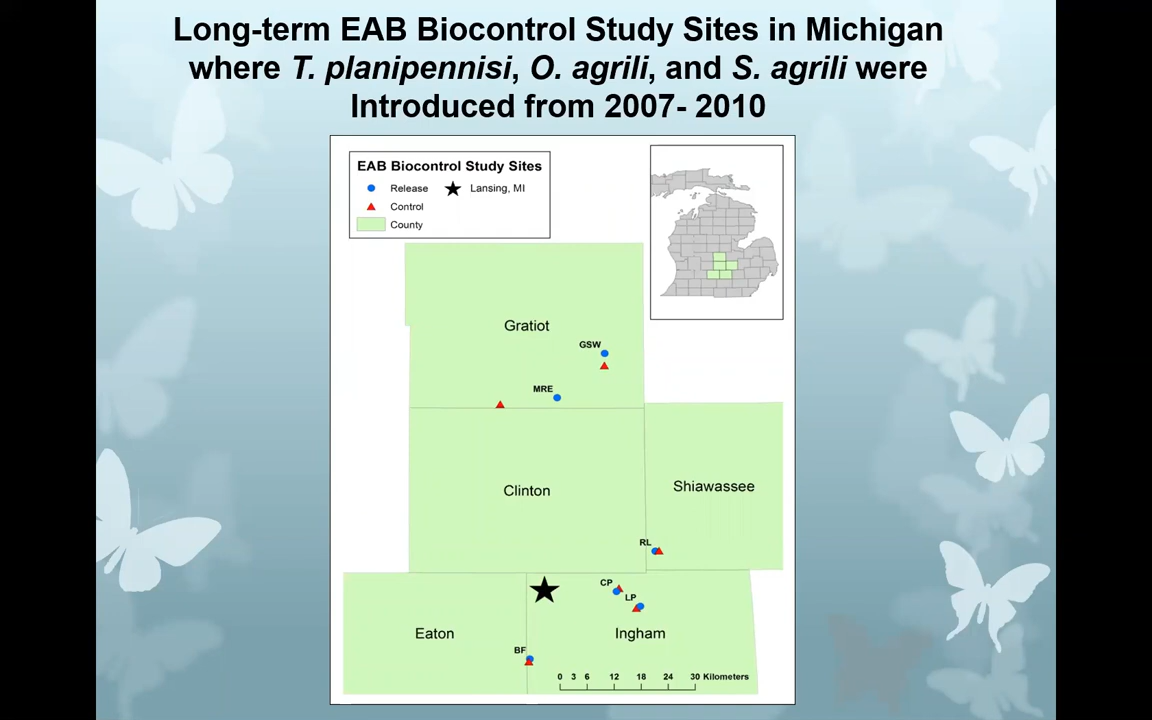 Long-term EAB Biocontrol Study Sites in Michigan
where T. planipennisi, O. agrili, and S. agrili were
Introduced from 2007- 2010
EAB Biocontrol Study Sites
Release
Lansing, MI
Control
County
Gratiot
GSW
MRE
Clinton
Shiawassee
RL
CP
LP
Eaton
Ingham
BF
0 3 6 12 18 24 30 Kilometers